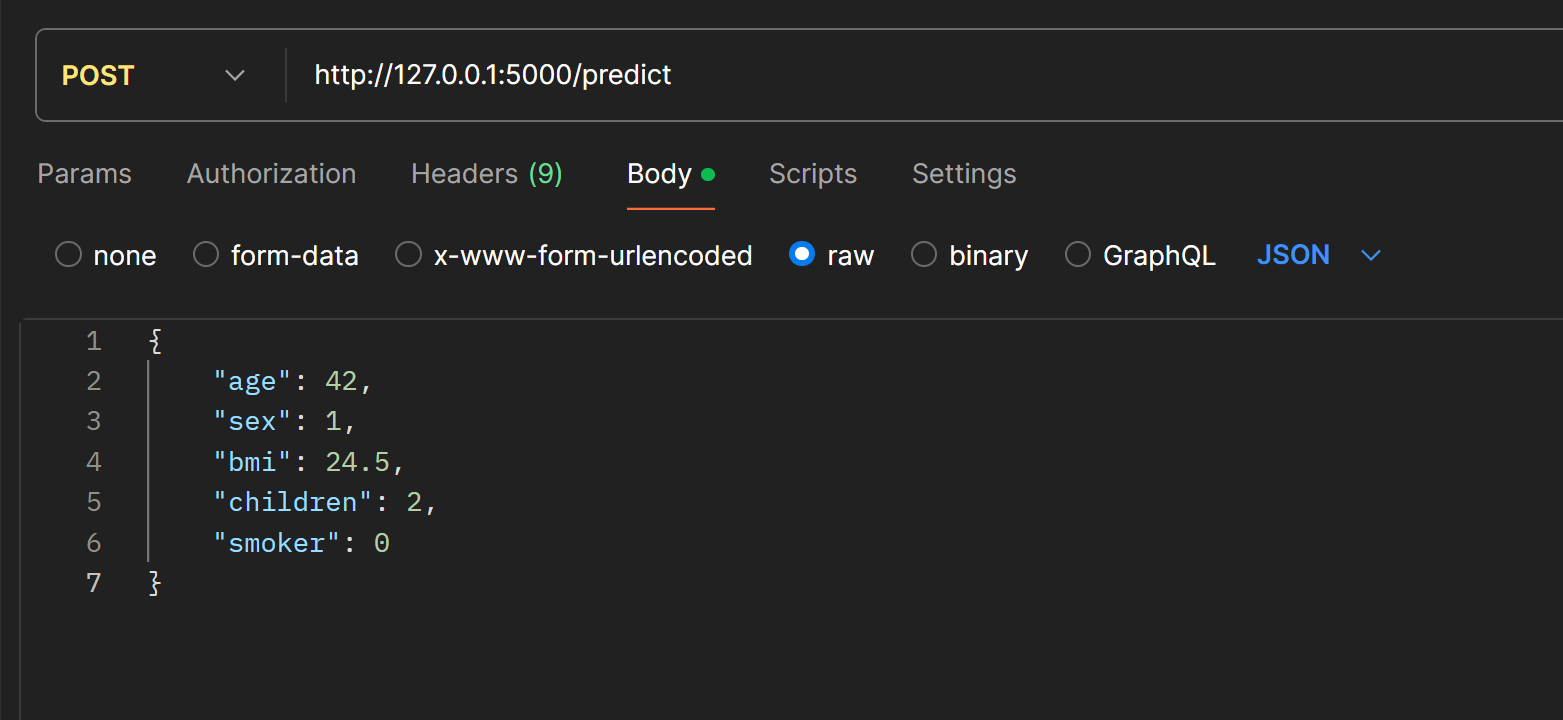 POST http://127.0.0.1:5000/predict
Params Authorization Headers (9) Body Scripts Settings
none form-data x-www-form-urlencoded raw binary GraphQL JSON
1 {
2 "age": 42,
3 "sex": 1,
4 "bmi": 24.5,
5 "children": 2,
6 "smoker": 0
7 }